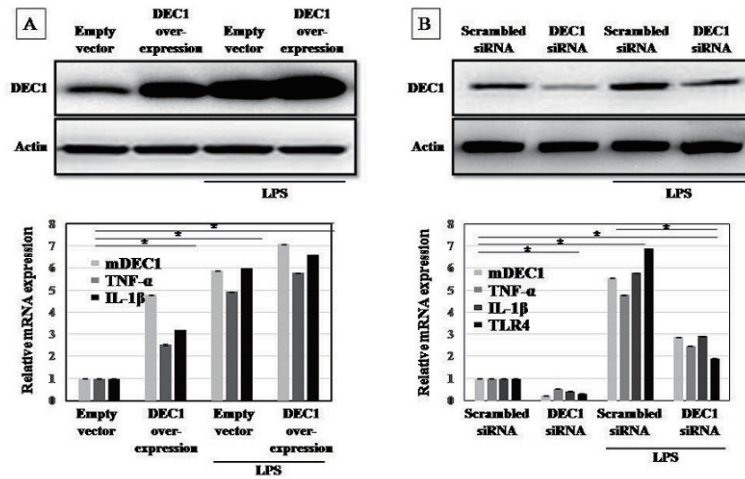 A
Empty
vector
DEC1
over-
expression
Empty
vector
DEC1
over-
expression
DEC1
Actin
LPS
Relative mRNA expression
8
7
6
5
4
3
2
1
0
*
*
*
mDEC1
TNF-α
IL-1β
Empty
vector
DEC1
over-
expression
Empty
vector
DEC1
over-
expression
LPS
B
Scrambled
siRNA
DEC1
siRNA
Scrambled
siRNA
DEC1
siRNA
DEC1
Actin
LPS
Relative mRNA expression
8
7
6
5
4
3
2
1
0
*
*
*
*
mDEC1
TNF-α
IL-1β
TLR4
Scrambled
siRNA
DEC1
siRNA
Scrambled
siRNA
DEC1
siRNA
LPS